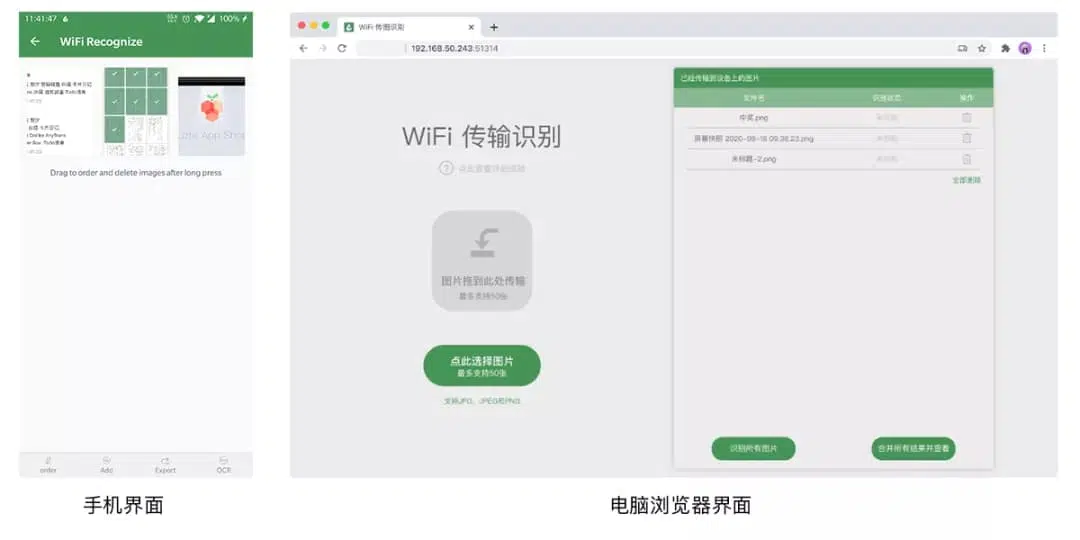 11:41:47
100%
WiFi Recognize
Drag to order and delete images after long press
order
Add
Export
OCR
手机界面
WiFi 传图识别
192.168.50.243:51314
WiFi 传输识别
图片拖到此处传输
最多支持50张
点此选择图片
最多支持50张
支持JPG、JPEG和PNG
已经传输到设备上的图片
文件名
识别状态
操作
中奖.png
未识别
屏幕快照 2020-09-18 09.36.23.png
未识别
未标题-2.png
未识别
全部删除
识别所有图片
合并所有结果并查看
电脑浏览器界面